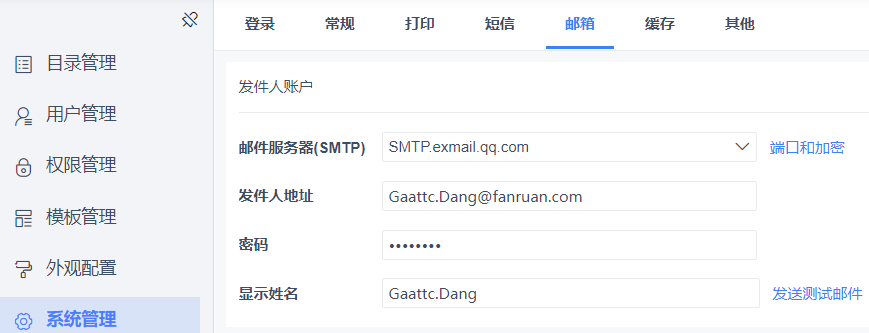 登录 常规 打印 短信 邮箱 缓存 其他
目录管理
用户管理
权限管理
模板管理
外观配置
系统管理
发件人账户
邮件服务器(SMTP) SMTP.exmail.qq.com 端口和加密
发件人地址 Gaattc.Dang@fanruan.com
密码 ••••••••
显示姓名 Gaattc.Dang 发送测试邮件